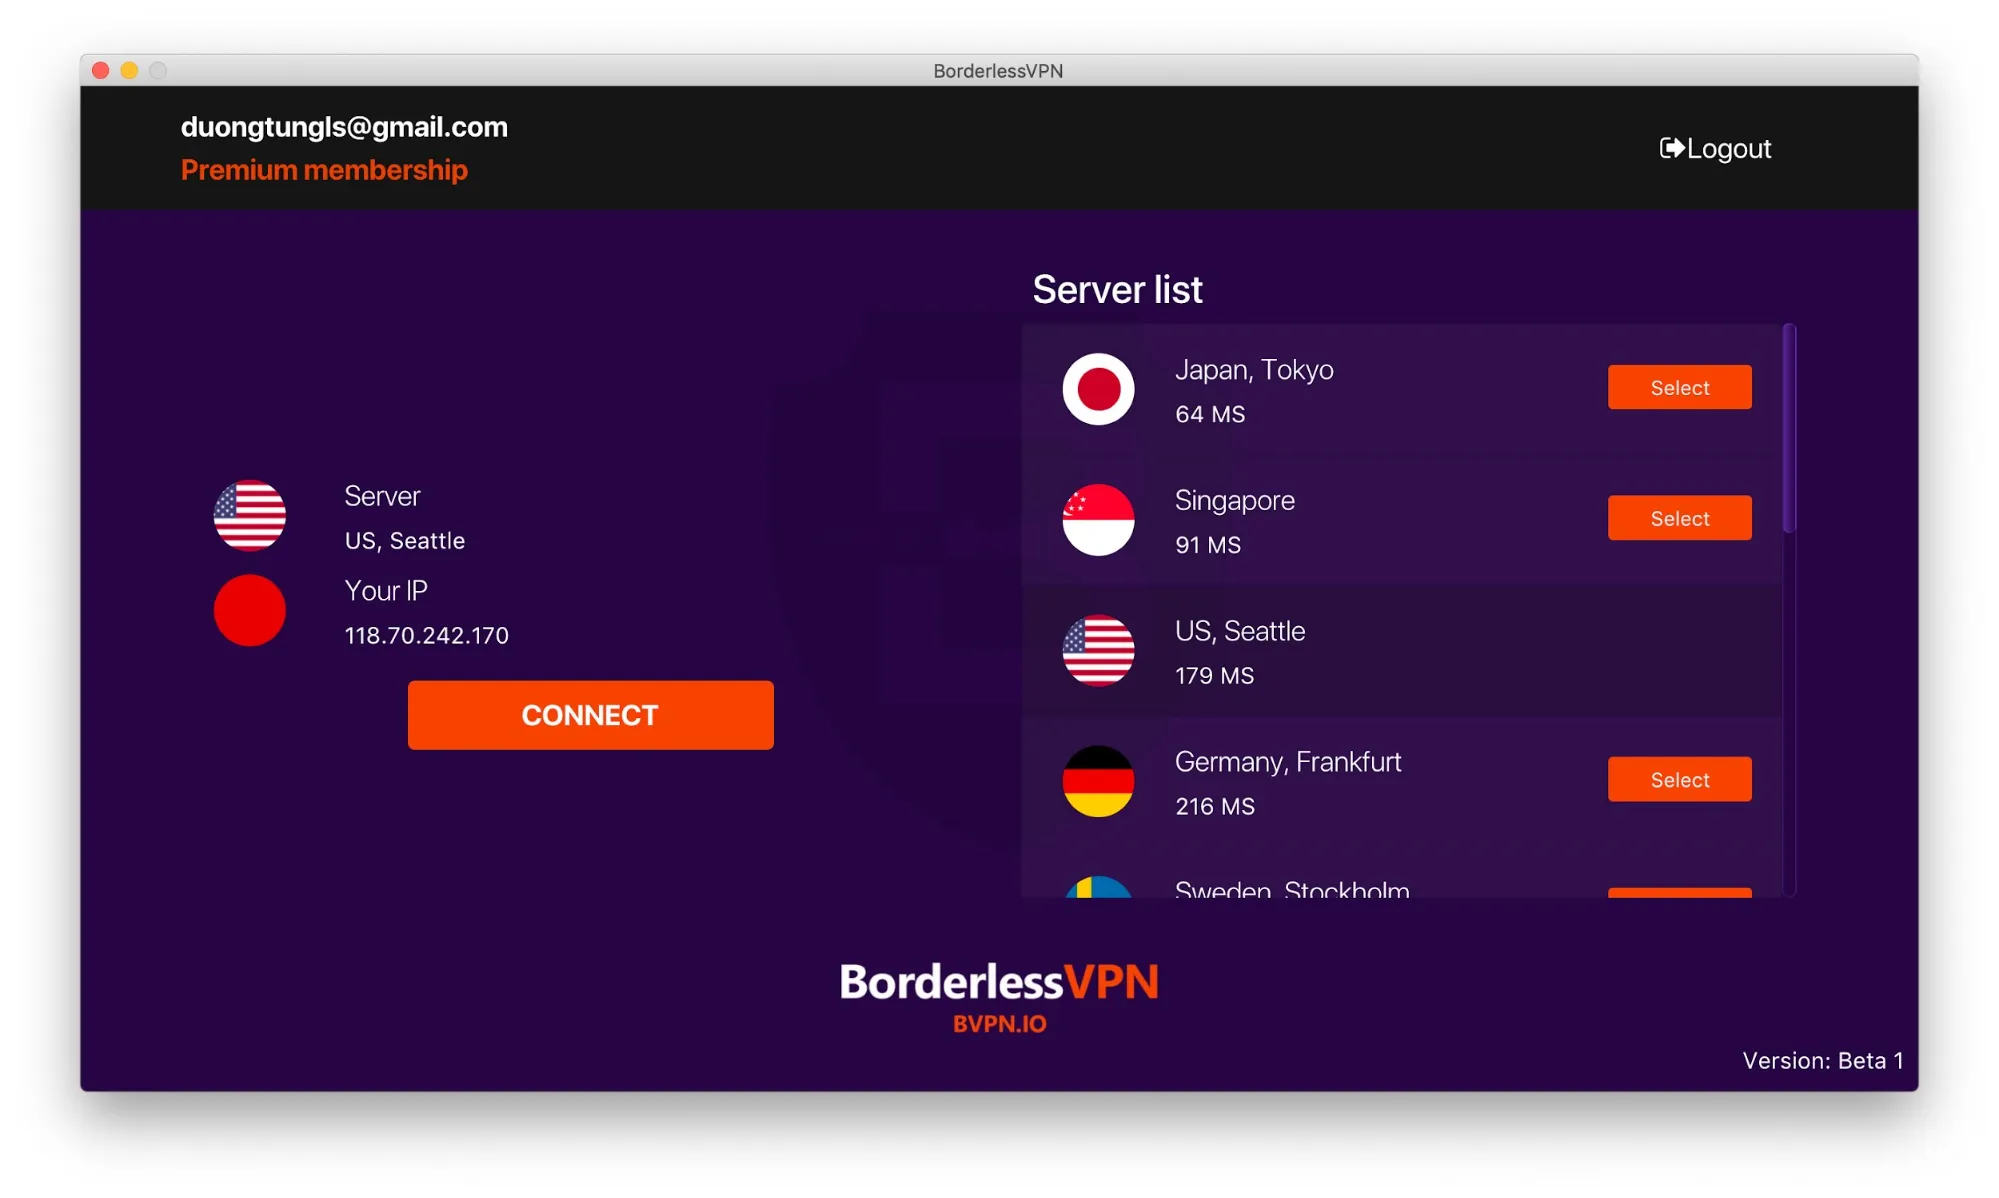 BorderlessVPN
duongtungls@gmail.com
Premium membership
Logout
Server
US, Seattle
Your IP
118.70.242.170
CONNECT
Server list
Japan, Tokyo
64 MS
Select
Singapore
91 MS
Select
US, Seattle
179 MS
Germany, Frankfurt
216 MS
Select
Sweden, Stockholm
BorderlessVPN
BVPN.IO
Version: Beta 1